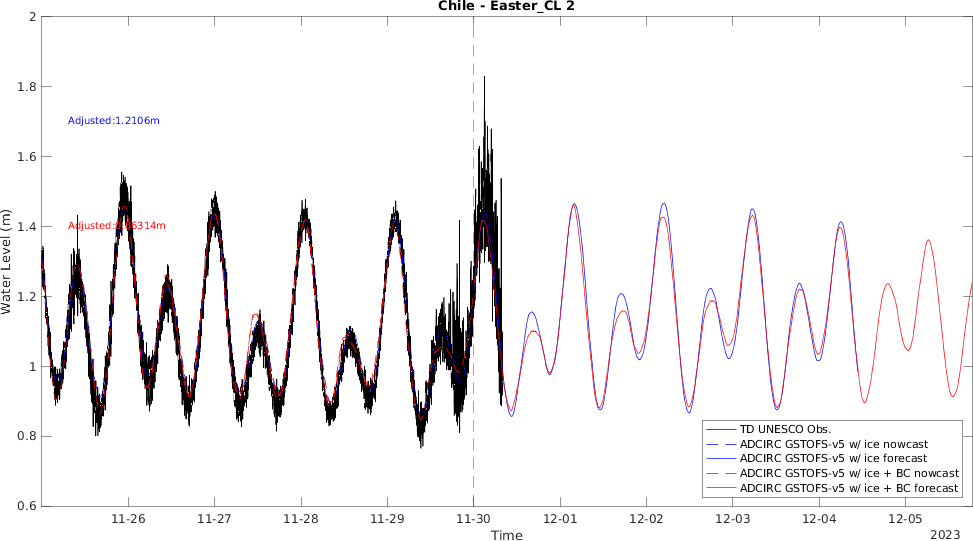 Chile - Easter_CL 2
2
1.8
1.6
1.4
1.2
1
0.8
0.6
Water Level (m)
Adjusted:1.2106m
11-26
11-27
11-28
11-29
11-30
12-01
12-02
12-03
12-04
12-05
Time
2023
TD UNESCO Obs.
ADCIRC GSTOFS-v5 w/ ice nowcast
ADCIRC GSTOFS-v5 w/ ice forecast
ADCIRC GSTOFS-v5 w/ ice + BC nowcast
ADCIRC GSTOFS-v5 w/ ice + BC forecast